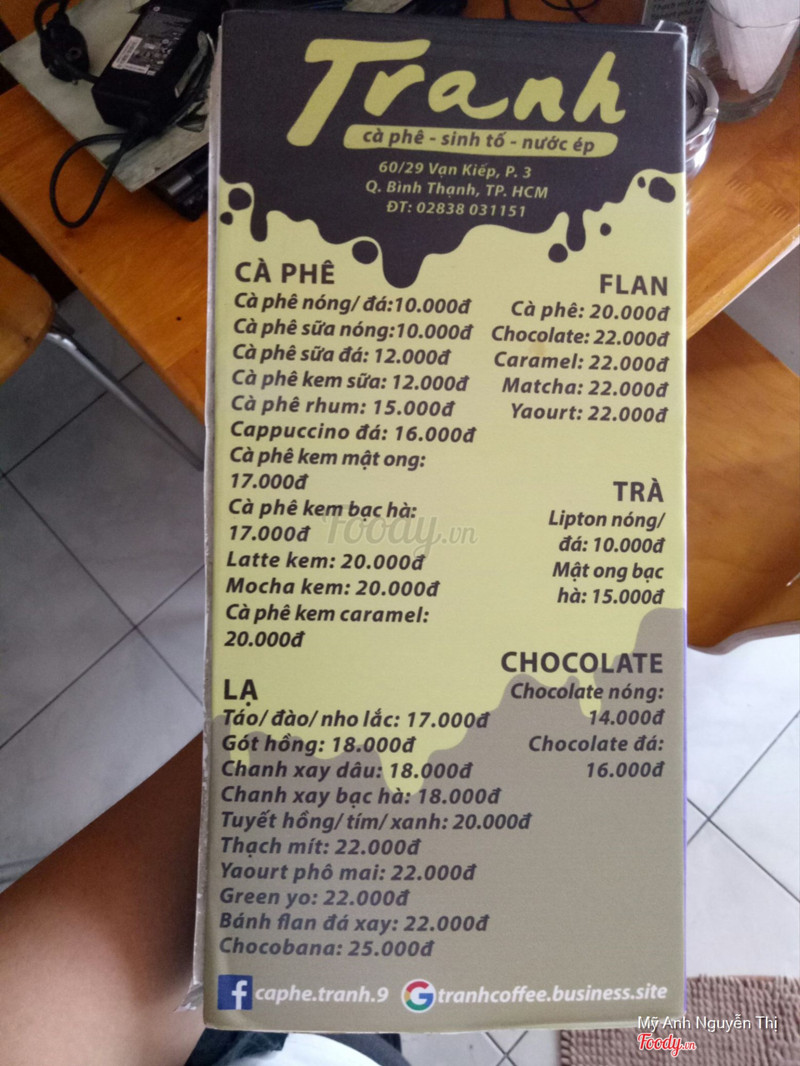 Tranh
cà phê - sinh tố - nước ép
60/29 Vạn Kiếp, P. 3
Q. Bình Thạnh, TP. HCM
ĐT: 02838 031151
CÀ PHÊ
Cà phê nóng/ đá:10.000đ
Cà phê sữa nóng:10.000đ
Cà phê sữa đá: 12.000đ
Cà phê kem sữa: 12.000đ
Cà phê rhum: 15.000đ
Cappuccino đá: 16.000đ
Cà phê kem mật ong:
17.000đ
Cà phê kem bạc hà:
17.000đ
Latte kem: 20.000đ
Mocha kem: 20.000đ
Cà phê kem caramel:
20.000đ
LẠ
Táo/ đào/ nho lắc: 17.000đ
Gót hồng: 18.000đ
Chanh xay dâu: 18.000đ
Chanh xay bạc hà: 18.000đ
Tuyết hồng/ tím/ xanh: 20.000đ
Thạch mít: 22.000đ
Yaourt phô mai: 22.000đ
Green yo: 22.000đ
Bánh flan đá xay: 22.000đ
Chocobana: 25.000đ
FLAN
Cà phê: 20.000đ
Chocolate: 22.000đ
Caramel: 22.000đ
Matcha: 22.000đ
Yaourt: 22.000đ
TRÀ
Lipton nóng/
đá: 10.000đ
Mật ong bạc
hà: 15.000đ
CHOCOLATE
Chocolate nóng:
14.000đ
Chocolate đá:
16.000đ
caphe.tranh.9
tranhcoffee.business.site
Foody.vn
Mỹ Anh Nguyễn Thị
Foody.vn